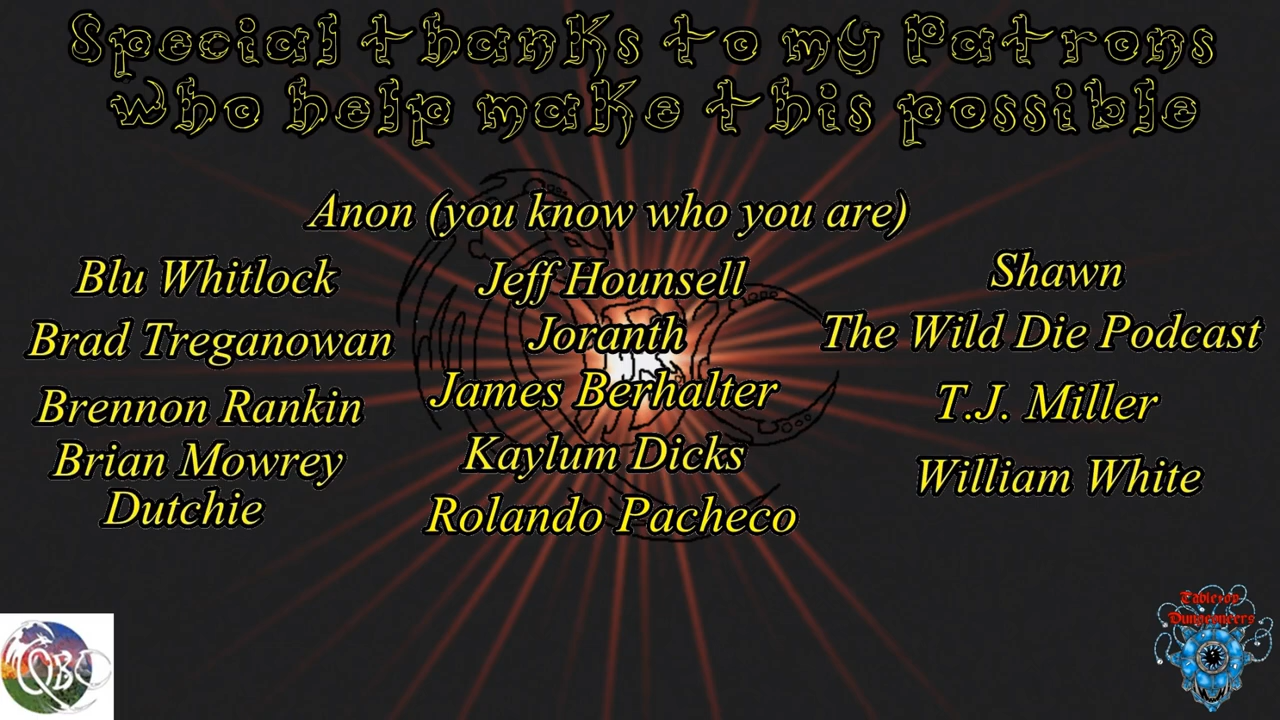 Special thanks to my Patrons
who help make this possible
Anon (you know who you are)
Blu Whitlock
Brad Treganowan
Brennon Rankin
Brian Mowrey
Dutchie
Jeff Hounsell
Joranth
James Berhalter
Kaylum Dicks
Rolando Pacheco
Shawn
The Wild Die Podcast
T.J. Miller
William White
Tabletop
Dungeoneers